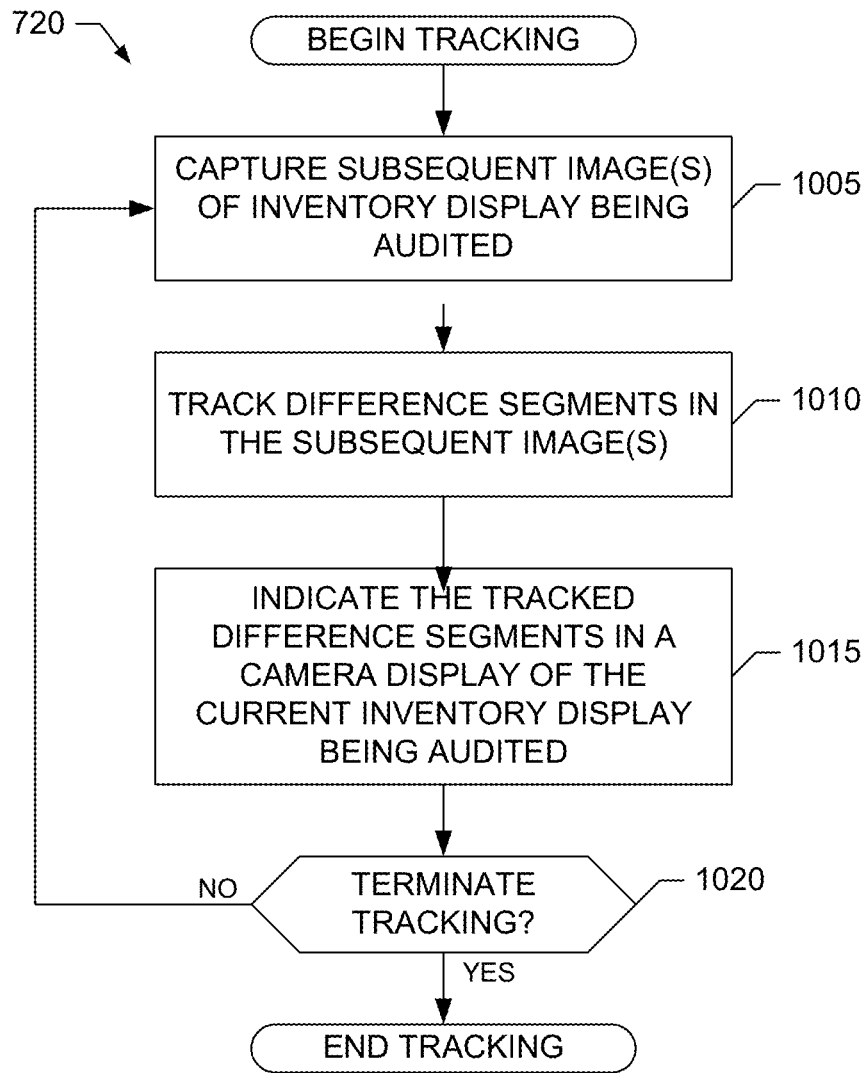 720
BEGIN TRACKING
CAPTURE SUBSEQUENT IMAGE(S)
OF INVENTORY DISPLAY BEING
AUDITED
1005
TRACK DIFFERENCE SEGMENTS IN
THE SUBSEQUENT IMAGE(S)
1010
INDICATE THE TRACKED
DIFFERENCE SEGMENTS IN A
CAMERA DISPLAY OF THE
CURRENT INVENTORY DISPLAY
BEING AUDITED
1015
NO
TERMINATE
TRACKING?
1020
YES
END TRACKING